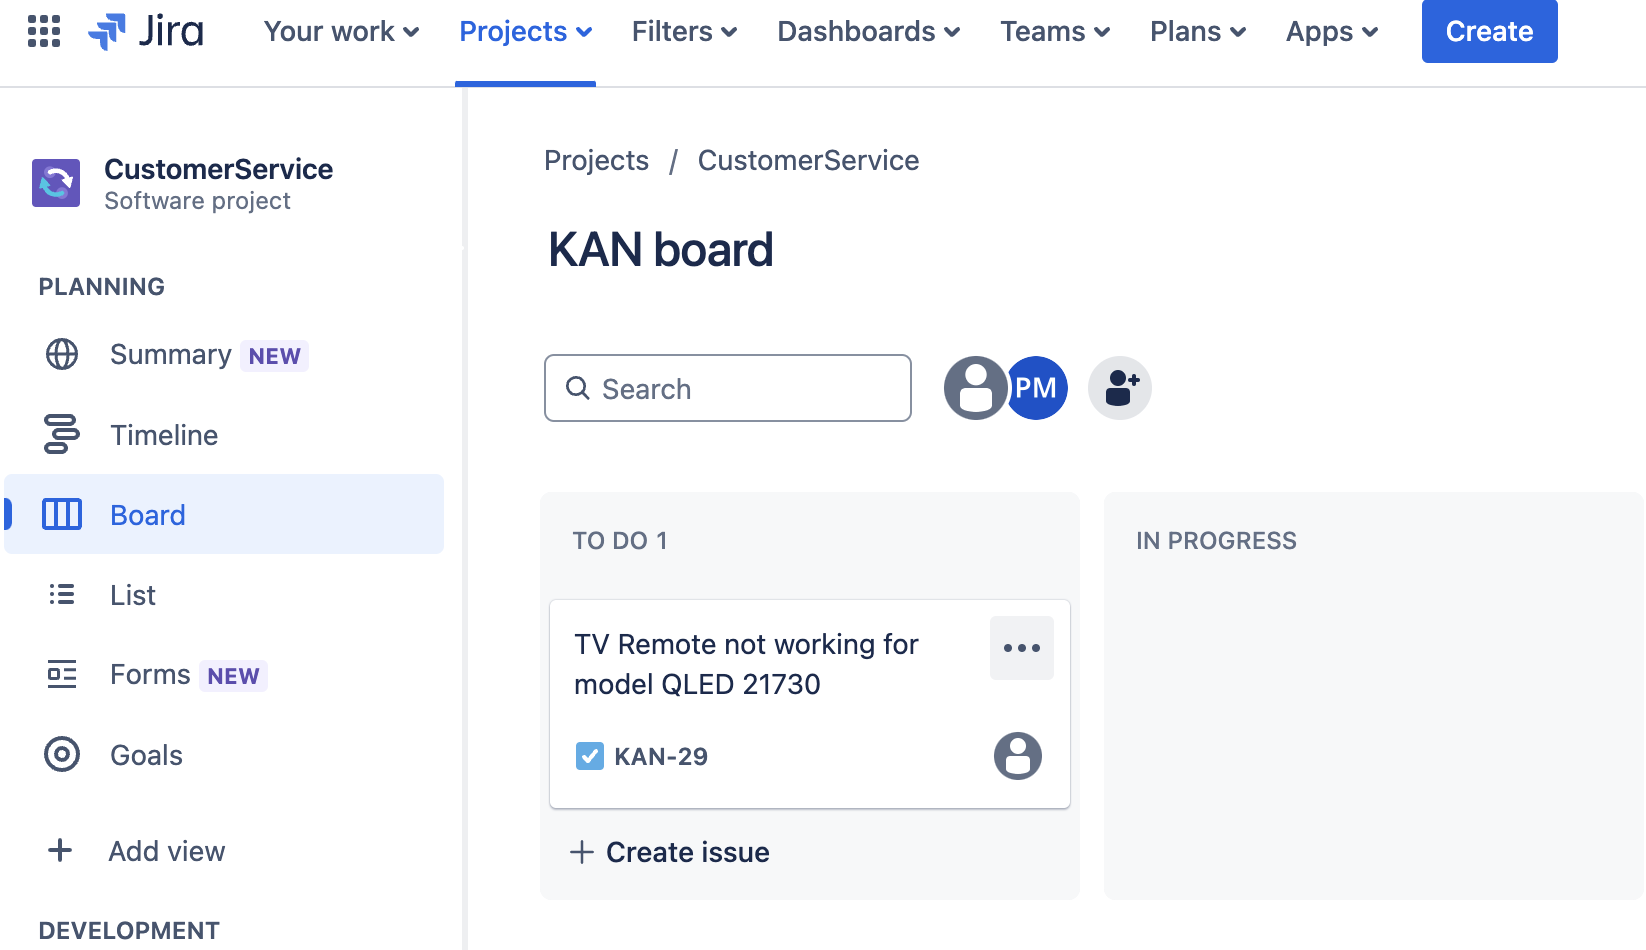 Jira
Your work
Projects
Filters
Dashboards
Teams
Plans
Apps
Create
CustomerService
Software project
PLANNING
Summary NEW
Timeline
Board
List
Forms NEW
Goals
Add view
DEVELOPMENT
Projects / CustomerService
KAN board
Search
PM
TO DO 1
TV Remote not working for
model QLED 21730
KAN-29
Create issue
IN PROGRESS